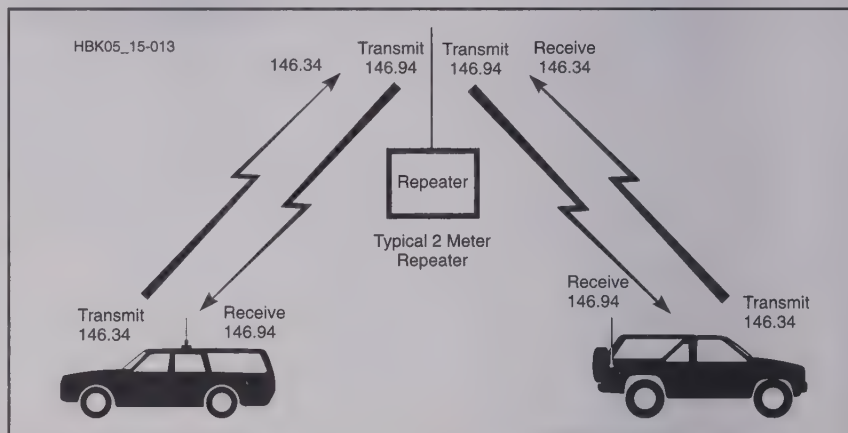 HBK05_15-013
146.34
Transmit
146.94
Transmit
146.94
Receive
146.34
Repeater
Typical 2 Meter
Repeater
Transmit
146.34
Receive
146.94
Receive
146.94
Transmit
146.34